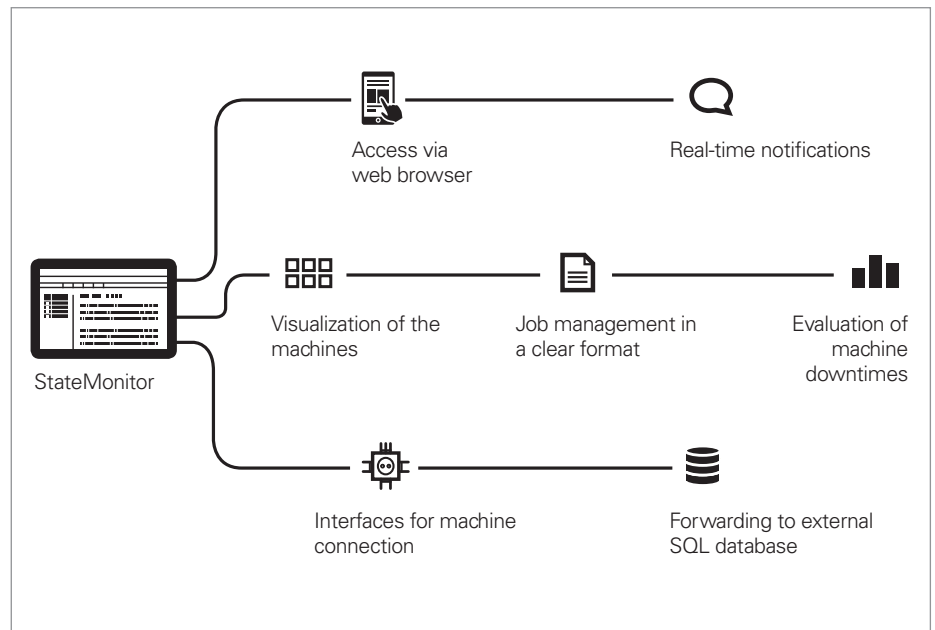 Access via
web browser
Real-time notifications
StateMonitor
Visualization of the
machines
Job management in
a clear format
Evaluation of
machine
downtimes
Interfaces for machine
connection
Forwarding to external
SQL database